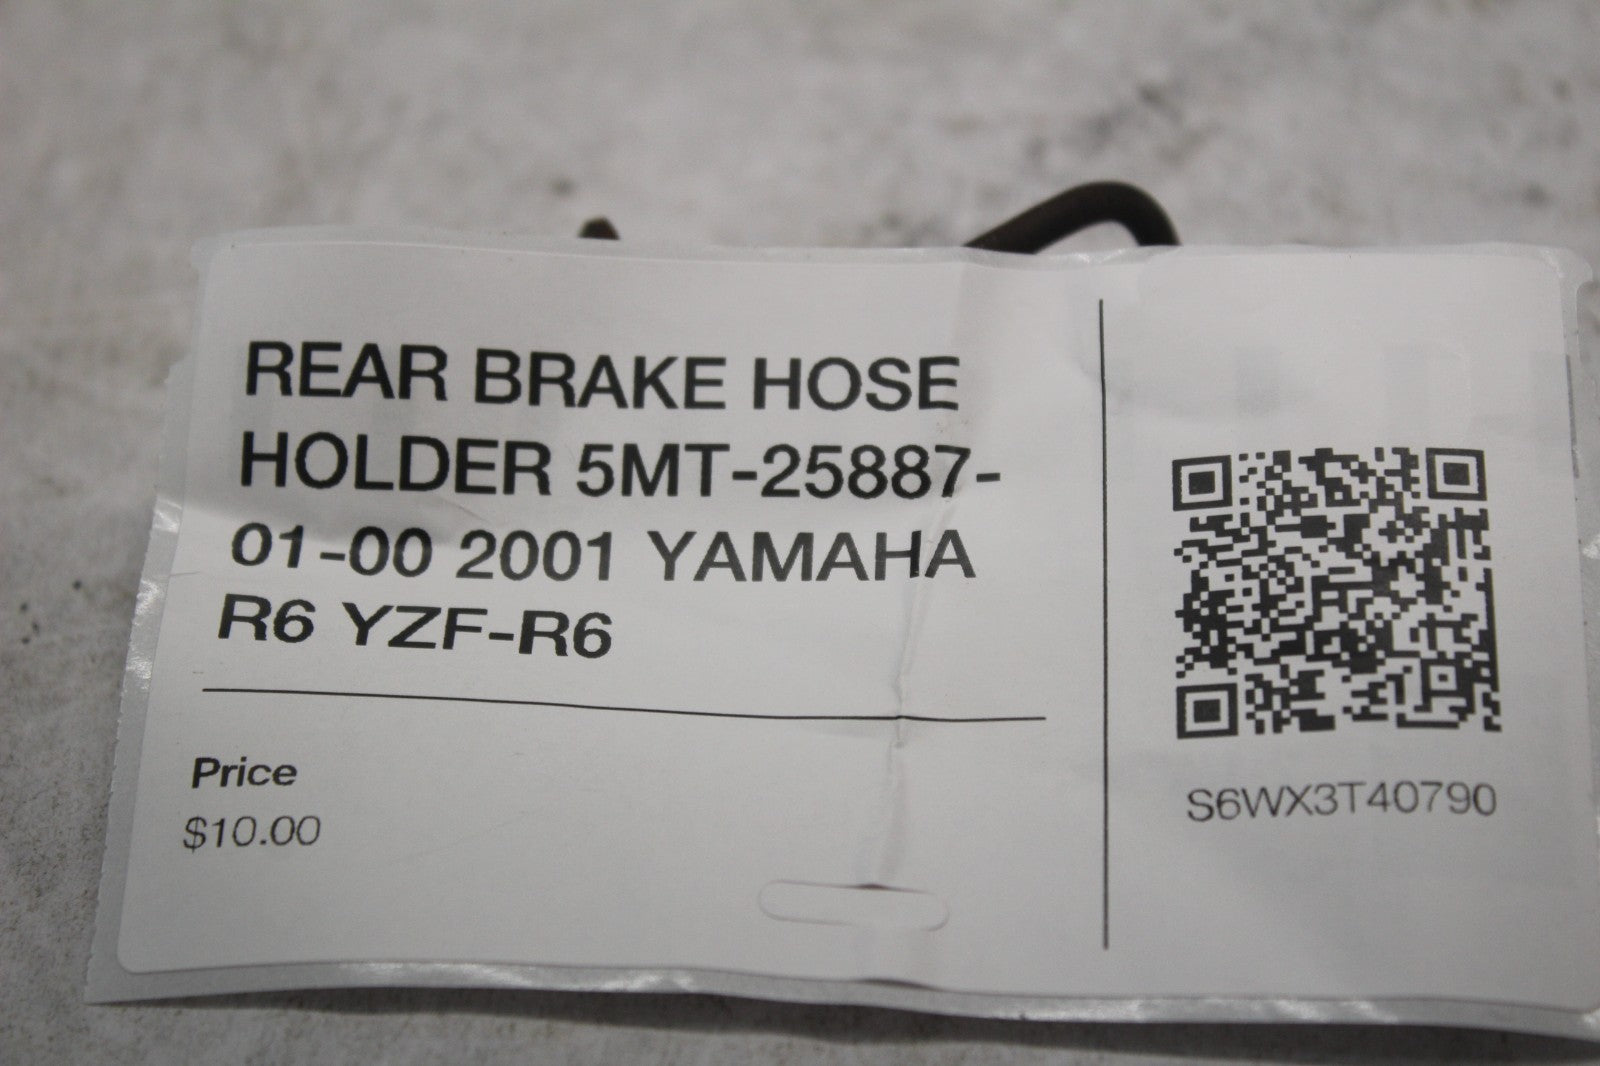 REAR BRAKE HOSE
HOLDER 5MT-25887-
01-00 2001 YAMAHA
R6 YZF-R6
Price
$10.00
S6WX3T40790